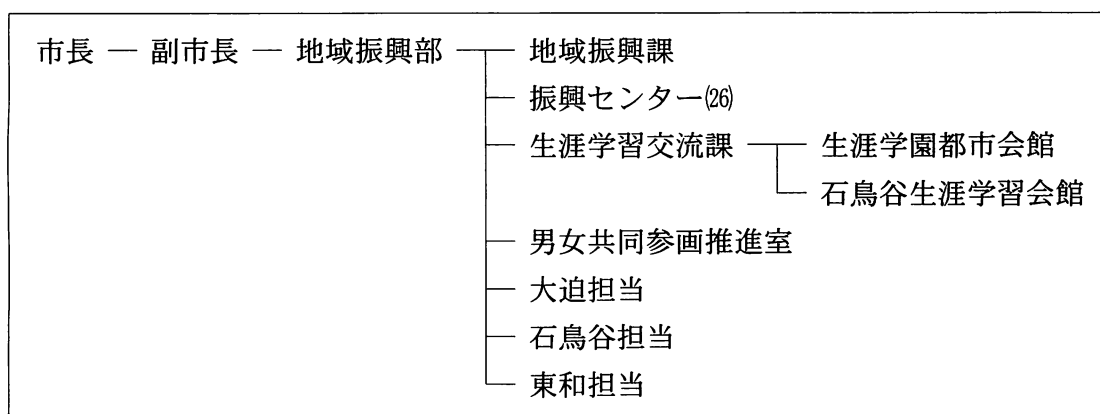 市長 ― 副市長 ― 地域振興部 ― 地域振興課
振興センター(26)
生涯学習交流課 ― 生涯学園都市会館
石鳥谷生涯学習会館
男女共同参画推進室
大迫担当
石鳥谷担当
東和担当